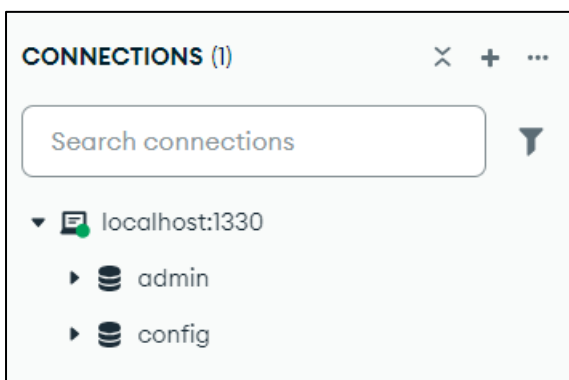 CONNECTIONS (1)
Search connections
localhost:1330
admin
config